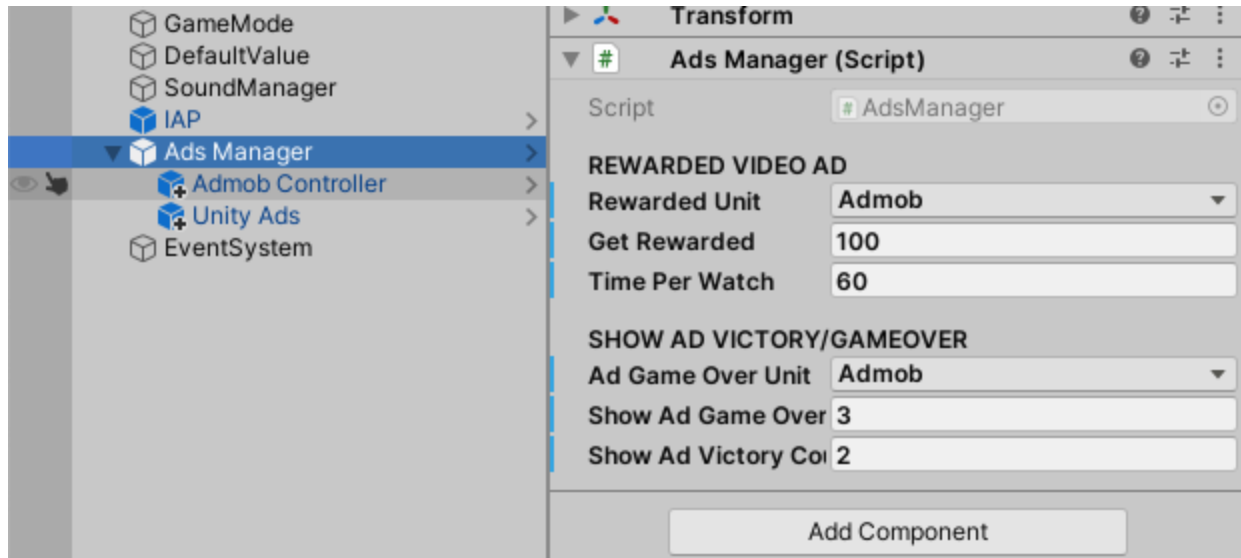 GameMode
DefaultValue
SoundManager
IAP
Ads Manager
Admob Controller
Unity Ads
EventSystem
Transform
# Ads Manager (Script)
Script # AdsManager
REWARDED VIDEO AD
Rewarded Unit Admob
Get Rewarded 100
Time Per Watch 60
SHOW AD VICTORY/GAMEOVER
Ad Game Over Unit Admob
Show Ad Game Over 3
Show Ad Victory Cou 2
Add Component